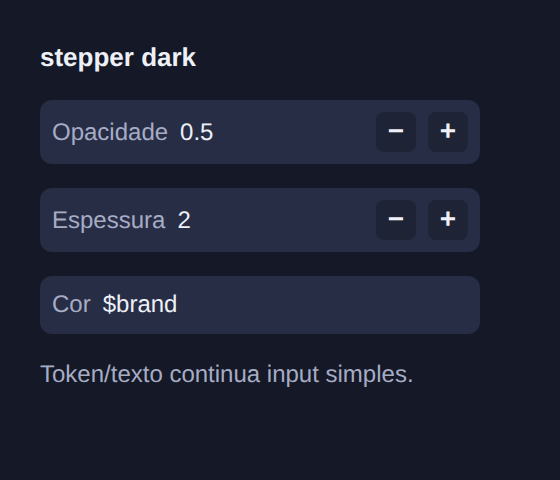 stepper dark
Opacidade 0.5 − +
Espessura 2 − +
Cor $brand
Token/texto continua input simples.